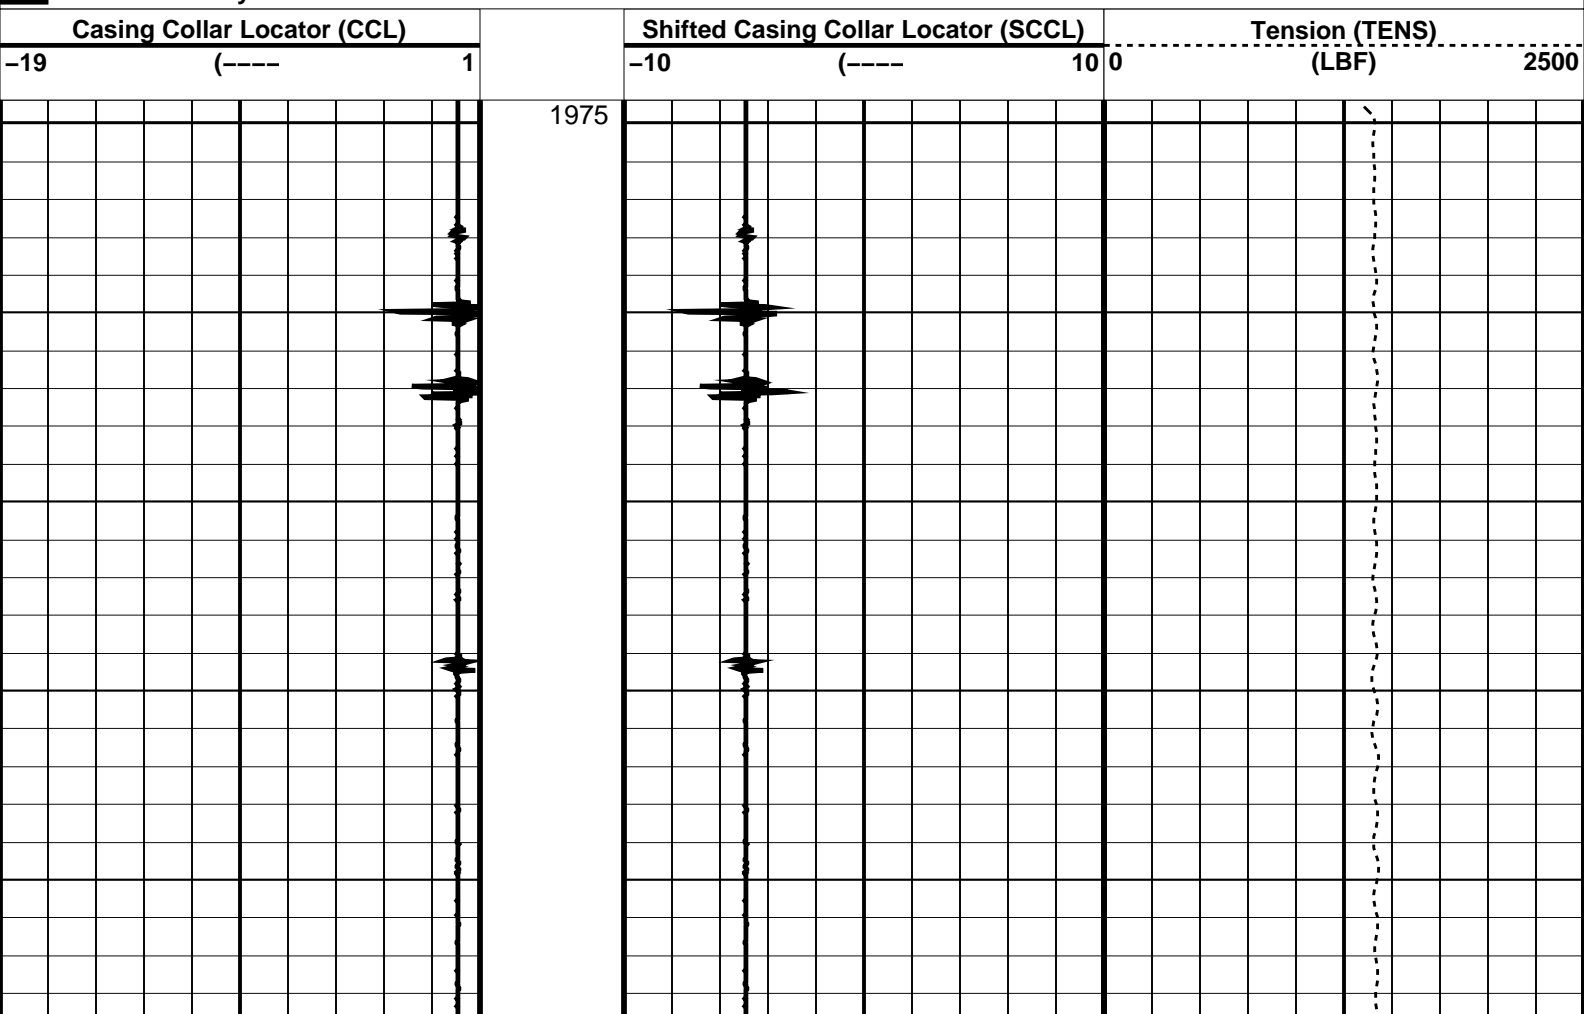 Casing Collar Locator (CCL) Shifted Casing Collar Locator (SCCL) Tension (TENS)
−19 (−−−− 1 −10 (−−−− 10 0 (LBF) 2500
1975